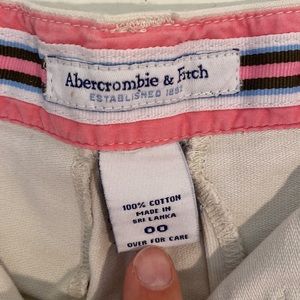 Abercrombie & Fitch
ESTABLISHED 1892
100% COTTON
MADE IN
SRI LANKA
00
OVER FOR CARE